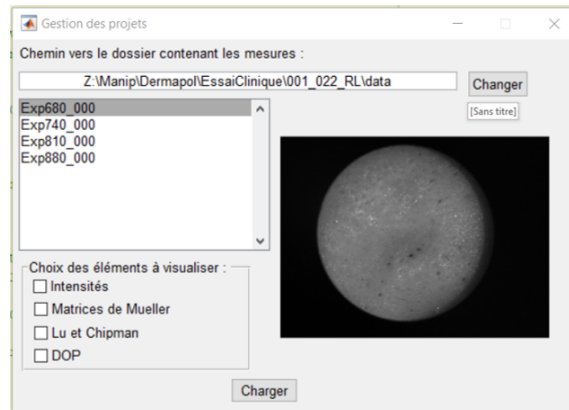 Gestion des projets
Chemin vers le dossier contenant les mesures :
Z:\Manip\Dermapol\EssaiClinique\001_022_RL\data
Changer
[Sans titre]
Exp680_000
Exp740_000
Exp810_000
Exp880_000
Choix des éléments à visualiser :
Intensités
Matrices de Mueller
Lu et Chipman
DOP
Charger